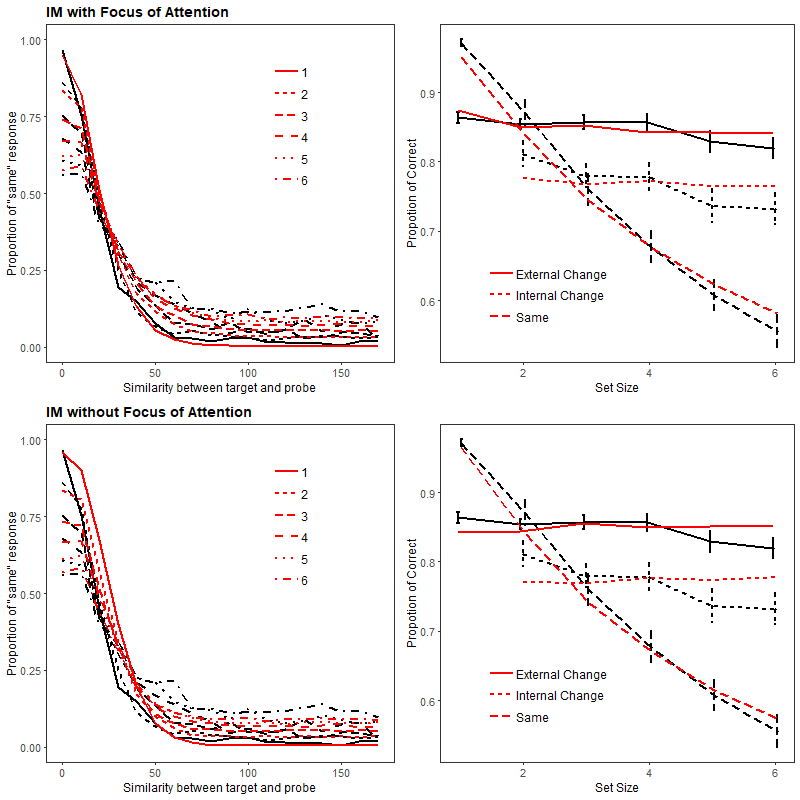 IM with Focus of Attention
1.00
0.75
0.50
0.25
0.00
Proportion of "same" response
1
2
3
4
5
6
0
50
100
150
Similarity between target and probe
0.9
0.8
0.7
0.6
Propotion of Correct
External Change
Internal Change
Same
2
4
6
Set Size
IM without Focus of Attention
1.00
0.75
0.50
0.25
0.00
Proportion of "same" response
1
2
3
4
5
6
0
50
100
150
Similarity between target and probe
0.9
0.8
0.7
0.6
Propotion of Correct
External Change
Internal Change
Same
2
4
6
Set Size